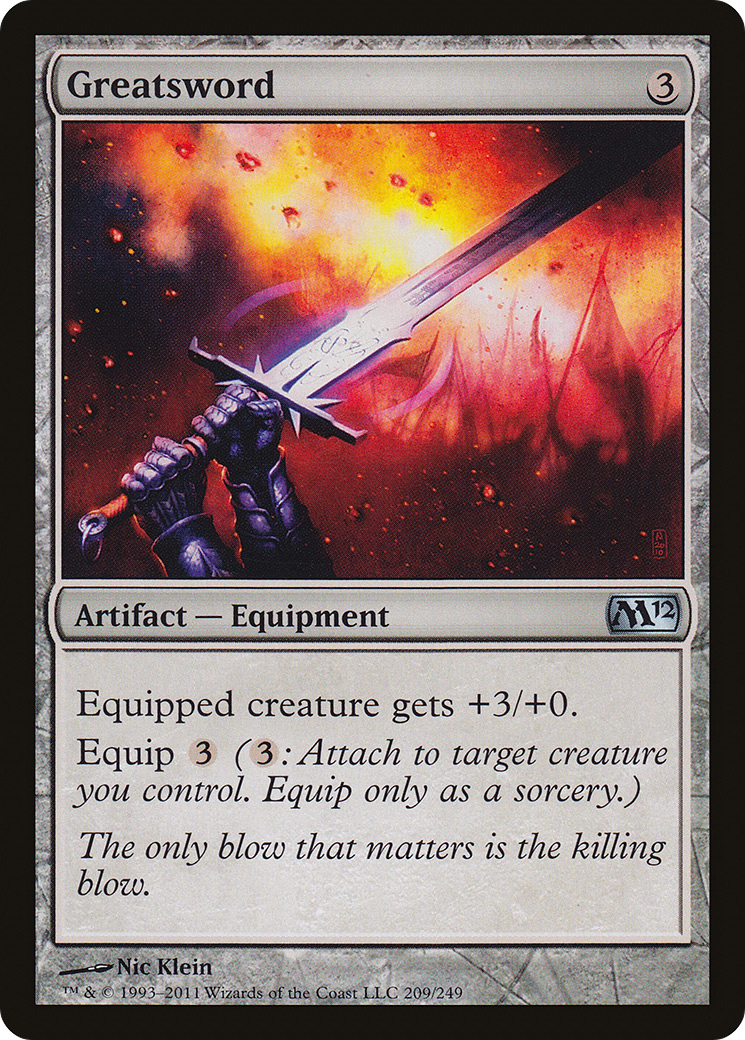 Greatsword 3
Artifact — Equipment M12
Equipped creature gets +3/+0.
Equip 3 (3: Attach to target creature
you control. Equip only as a sorcery.)
The only blow that matters is the killing
blow.
Nic Klein
™ & © 1993–2011 Wizards of the Coast LLC 209/249